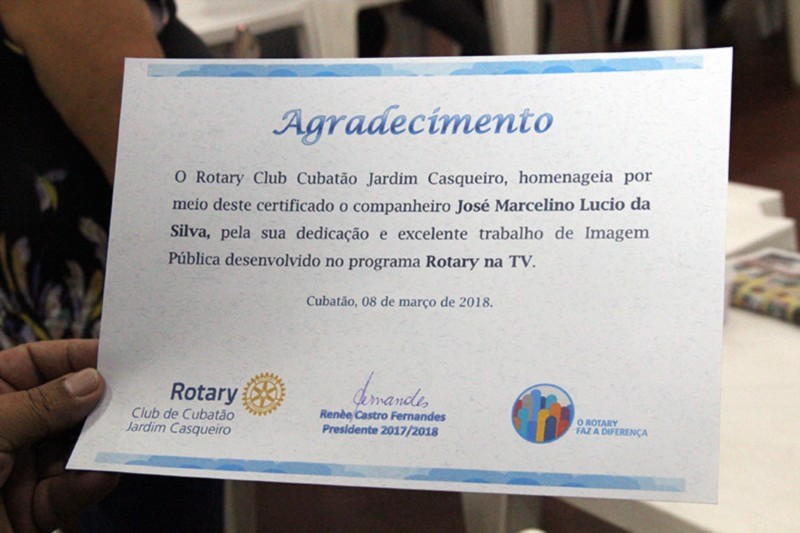 Agradecimento
O Rotary Club Cubatão Jardim Casqueiro, homenageia por
meio deste certificado o companheiro José Marcelino Lucio da
Silva, pela sua dedicação e excelente trabalho de Imagem
Pública desenvolvido no programa Rotary na TV.
Cubatão, 08 de março de 2018.
Rotary
Club de Cubatão
Jardim Casqueiro
Fernandes
Renèe Castro Fernandes
Presidente 2017/2018
O ROTARY
FAZ A DIFERENÇA